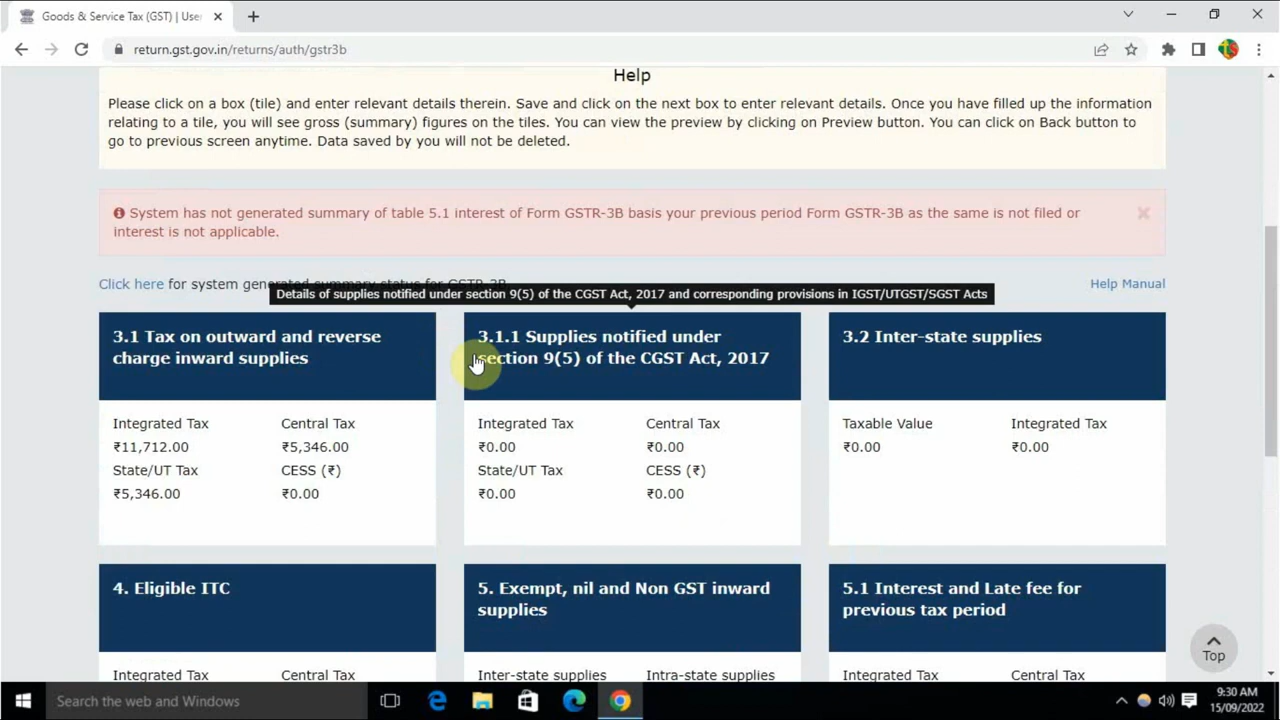 Goods & Service Tax (GST) | User
return.gst.gov.in/returns/auth/gstr3b
Help
Please click on a box (tile) and enter relevant details therein. Save and click on the next box to enter relevant details. Once you have filled up the information
relating to a tile, you will see gross (summary) figures on the tiles. You can view the preview by clicking on Preview button. You can click on Back button to
go to previous screen anytime. Data saved by you will not be deleted.
System has not generated summary of table 5.1 interest of Form GSTR-3B basis your previous period Form GSTR-3B as the same is not filed or
interest is not applicable.
Click here for system generated summary status for GSTR-3B
Help Manual
Details of supplies notified under section 9(5) of the CGST Act, 2017 and corresponding provisions in IGST/UTGST/SGST Acts
3.1 Tax on outward and reverse
charge inward supplies
Integrated Tax Central Tax
₹11,712.00 ₹5,346.00
State/UT Tax CESS (₹)
₹5,346.00 ₹0.00
3.1.1 Supplies notified under
section 9(5) of the CGST Act, 2017
Integrated Tax Central Tax
₹0.00 ₹0.00
State/UT Tax CESS (₹)
₹0.00 ₹0.00
3.2 Inter-state supplies
Taxable Value Integrated Tax
₹0.00 ₹0.00
4. Eligible ITC
Integrated Tax Central Tax
5. Exempt, nil and Non GST inward
supplies
Inter-state supplies Intra-state supplies
5.1 Interest and Late fee for
previous tax period
Integrated Tax Central Tax
Top
Search the web and Windows
9:30 AM
15/09/2022